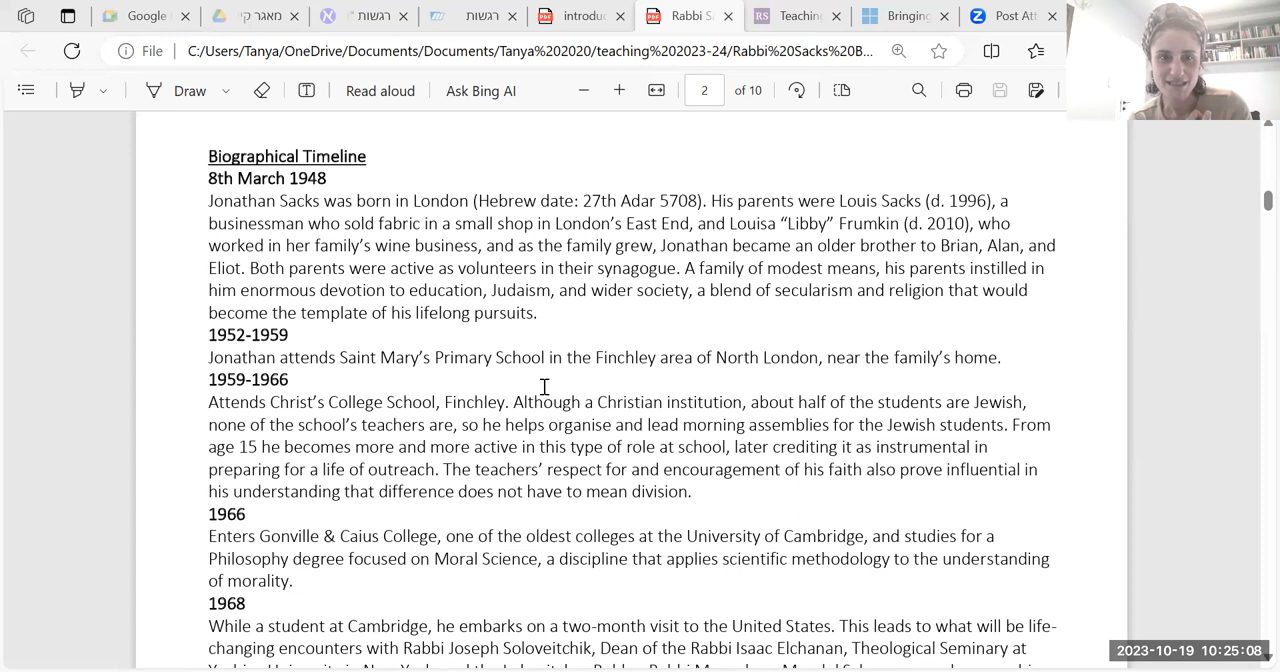 Google
מאגר קי
רגשות "ו
רגשות
introduc
Rabbi S
Teaching
Bringing
Post Att
File
C:/Users/Tanya/OneDrive/Documents/Documents/Tanya%202020/teaching%202023-24/Rabbi%20Sacks%20B...
Draw
Read aloud
Ask Bing AI
2
of 10
Biographical Timeline
8th March 1948
Jonathan Sacks was born in London (Hebrew date: 27th Adar 5708). His parents were Louis Sacks (d. 1996), a
businessman who sold fabric in a small shop in London's East End, and Louisa “Libby” Frumkin (d. 2010), who
worked in her family's wine business, and as the family grew, Jonathan became an older brother to Brian, Alan, and
Eliot. Both parents were active as volunteers in their synagogue. A family of modest means, his parents instilled in
him enormous devotion to education, Judaism, and wider society, a blend of secularism and religion that would
become the template of his lifelong pursuits.
1952-1959
Jonathan attends Saint Mary's Primary School in the Finchley area of North London, near the family's home.
1959-1966
Attends Christ's College School, Finchley. Although a Christian institution, about half of the students are Jewish,
none of the school's teachers are, so he helps organise and lead morning assemblies for the Jewish students. From
age 15 he becomes more and more active in this type of role at school, later crediting it as instrumental in
preparing for a life of outreach. The teachers' respect for and encouragement of his faith also prove influential in
his understanding that difference does not have to mean division.
1966
Enters Gonville & Caius College, one of the oldest colleges at the University of Cambridge, and studies for a
Philosophy degree focused on Moral Science, a discipline that applies scientific methodology to the understanding
of morality.
1968
While a student at Cambridge, he embarks on a two-month visit to the United States. This leads to what will be life-
changing encounters with Rabbi Joseph Soloveitchik, Dean of the Rabbi Isaac Elchanan, Theological Seminary at
2023-10-19 10:25:08